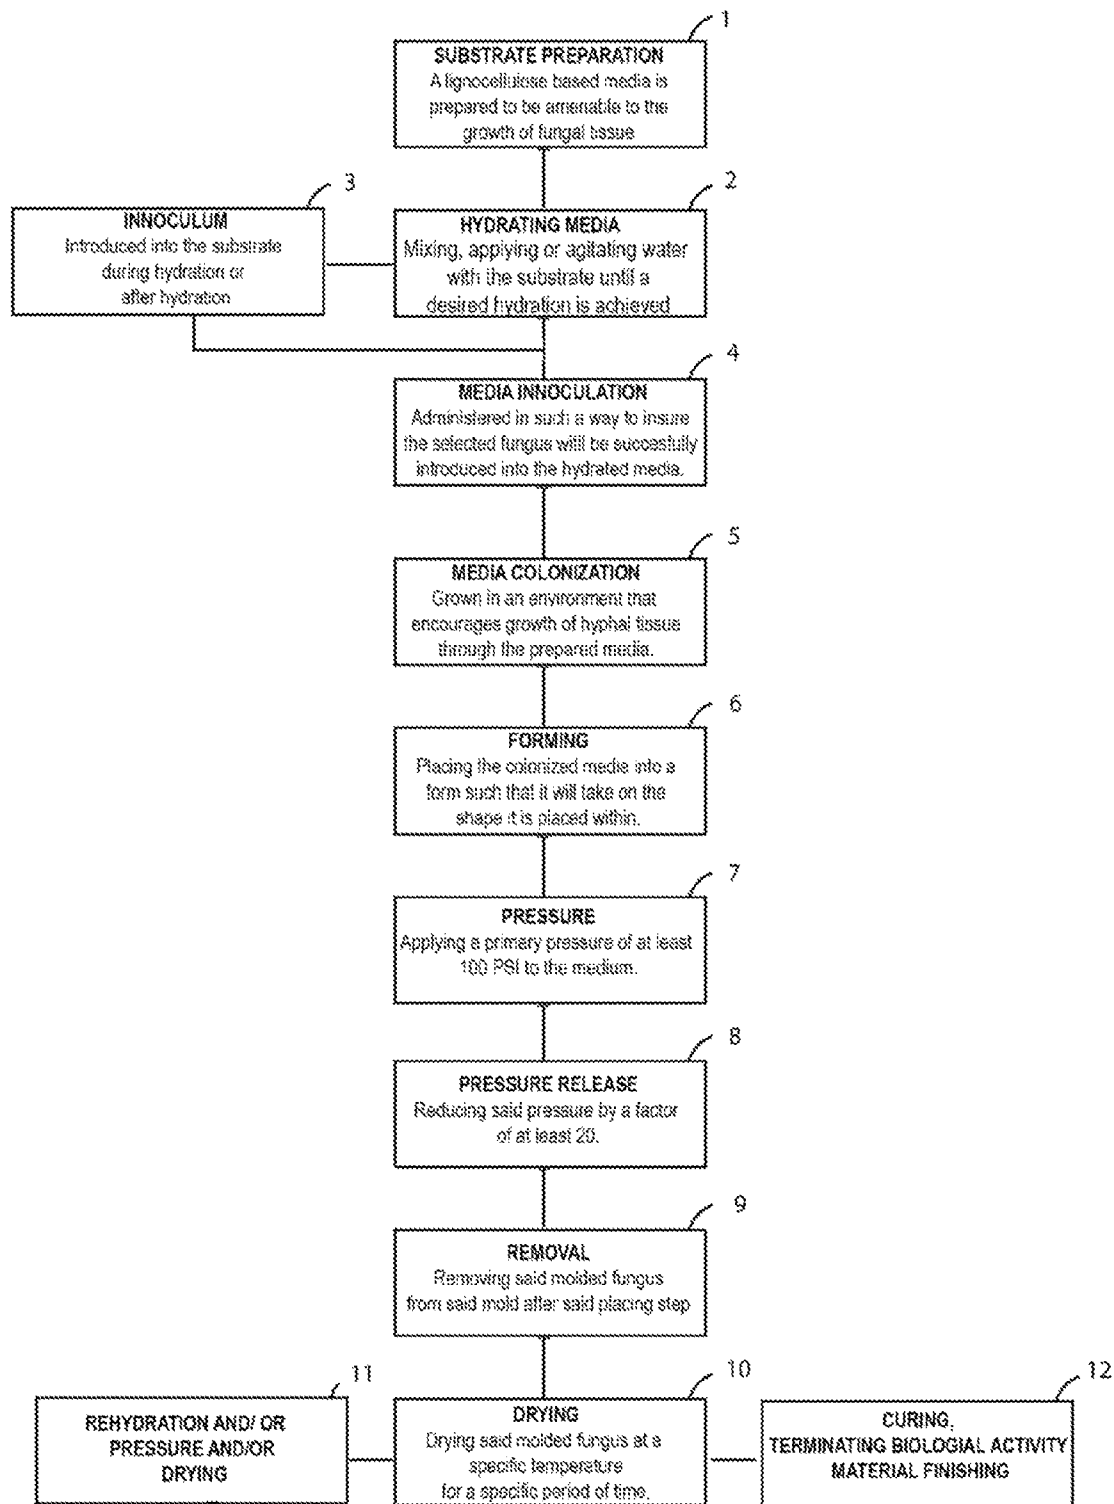 1
SUBSTRATE PREPARATION
A lignocellulose based media is
prepared to be amenable to the
growth of fungal tissue
2
HYDRATING MEDIA
Mixing, applying or agitating water
with the substrate until a
desired hydration is achieved
3
INNOCULUM
Introduced into the substrate
during hydration or
after hydration
4
MEDIA INNOCULATION
Administered in such a way to insure
the selected fungus will be succesfully
introduced into the hydrated media.
5
MEDIA COLONIZATION
Grown in an environment that
encourages growth of hyphal tissue
through the prepared media.
6
FORMING
Placing the colonized media into a
form such that it will take on the
shape it is placed within.
7
PRESSURE
Applying a primary pressure of at least
100 PSI to the medium.
8
PRESSURE RELEASE
Reducing said pressure by a factor
of at least 20.
9
REMOVAL
Removing said molded fungus
from said mold after said placing step
10
DRYING
Drying said molded fungus at a
specific temperature
for a specific period of time.
11
REHYDRATION AND/ OR
PRESSURE AND/OR
DRYING
12
CURING,
TERMINATING BIOLOGIAL ACTIVITY
MATERIAL FINISHING